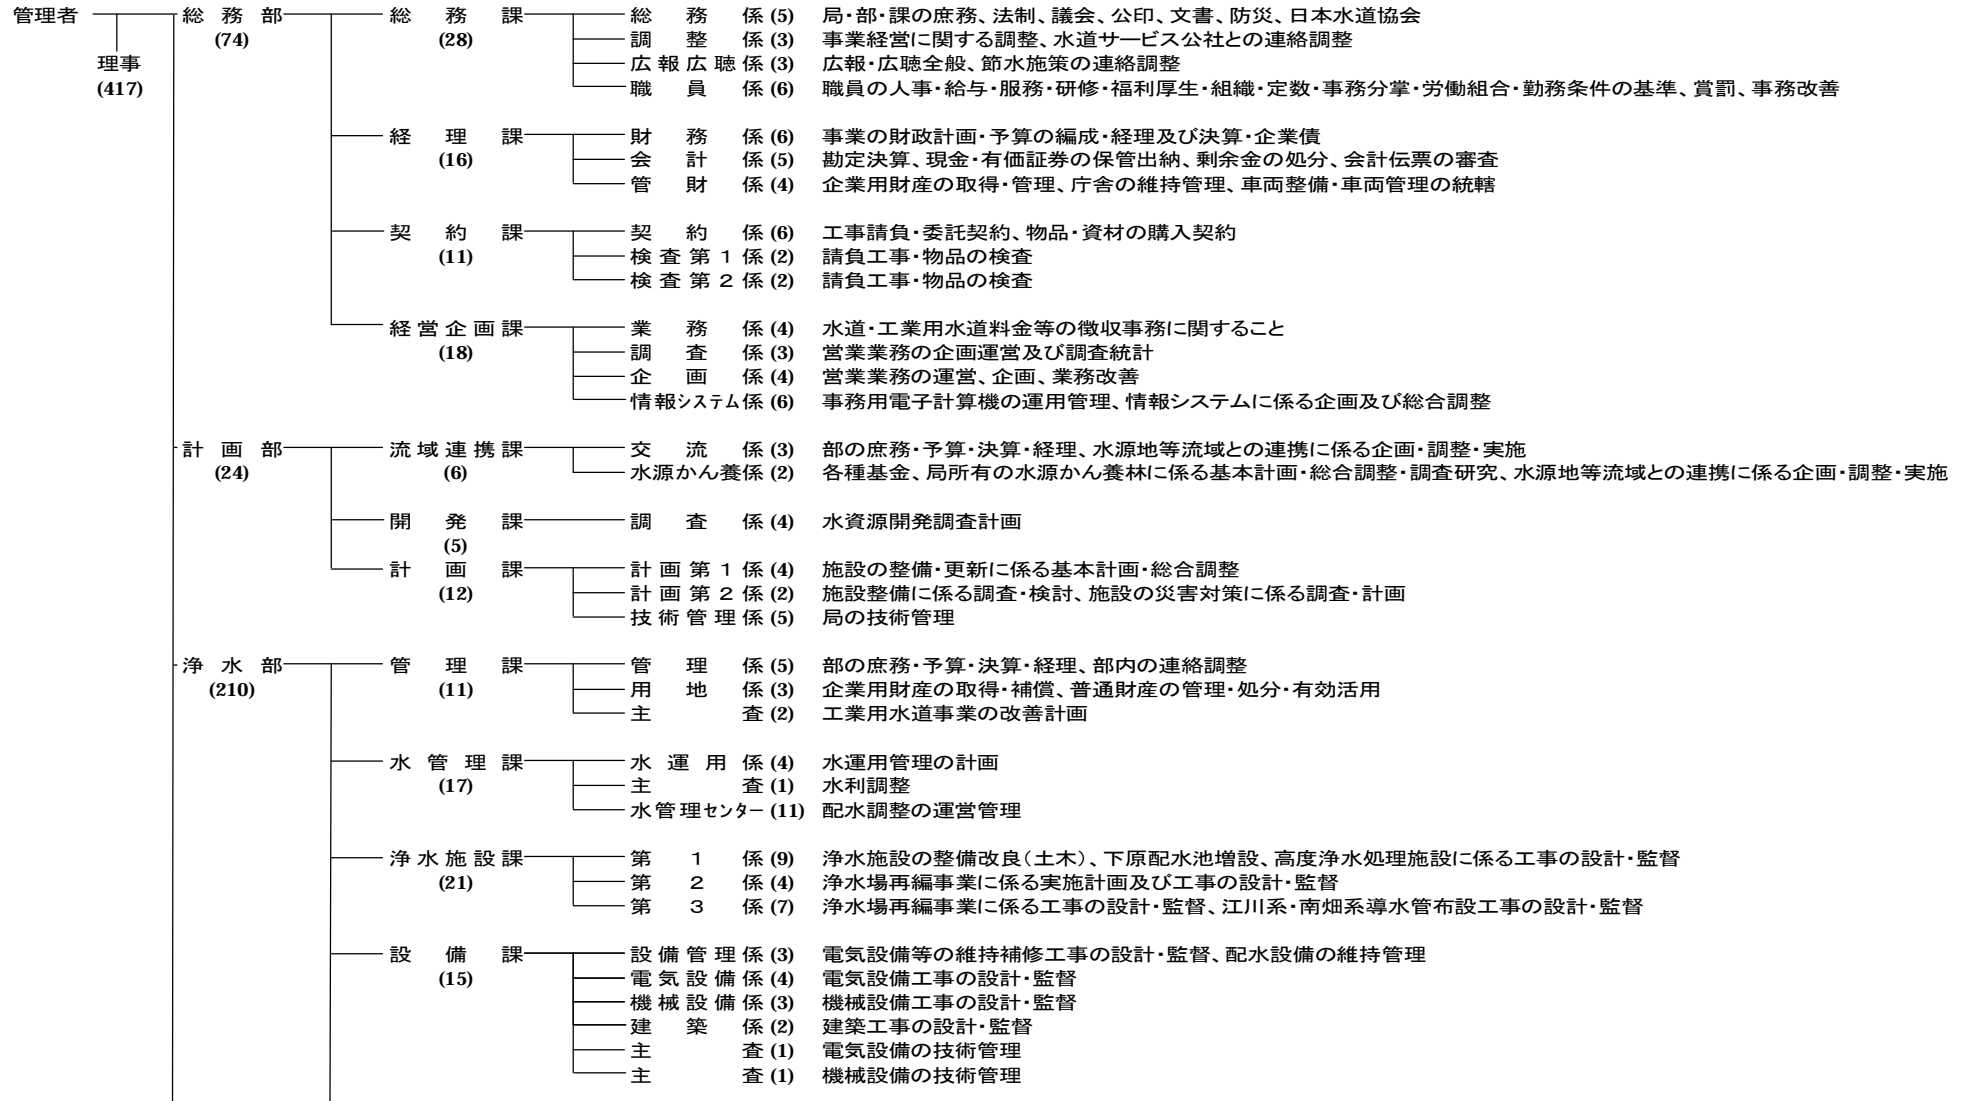 管理者 総務部 総務課 総務係 (5) 局・部・課の庶務、法制、議会、公印、文書、防災、日本水道協会
(74) (28) 調整係 (3) 事業経営に関する調整、水道サービス公社との連絡調整
理事 広報広聴係 (3) 広報・広聴全般、節水施策の連絡調整
(417) 職員係 (6) 職員の人事・給与・服務・研修・福利厚生・組織・定数・事務分掌・労働組合・勤務条件の基準、賞罰、事務改善
経理課 財務係 (6) 事業の財政計画・予算の編成・経理及び決算・企業債
(16) 会計係 (5) 勘定決算、現金・有価証券の保管出納、剰余金の処分、会計伝票の審査
管財係 (4) 企業用財産の取得・管理、庁舎の維持管理、車両整備・車両管理の統轄
契約課 契約係 (6) 工事請負・委託契約、物品・資材の購入契約
(11) 検査第1係 (2) 請負工事・物品の検査
検査第2係 (2) 請負工事・物品の検査
経営企画課 業務係 (4) 水道・工業用水道料金等の徴収事務に関すること
(18) 調査係 (3) 営業業務の企画運営及び調査統計
企画係 (4) 営業業務の運営、企画、業務改善
情報システム係 (6) 事務用電子計算機の運用管理、情報システムに係る企画及び総合調整
計画部 流域連携課 交流係 (3) 部の庶務・予算・決算・経理、水源地等流域との連携に係る企画・調整・実施
(24) (6) 水源かん養係 (2) 各種基金、局所有の水源かん養林に係る基本計画・総合調整・調査研究、水源地等流域との連携に係る企画・調整・実施
開発課 調査係 (4) 水資源開発調査計画
(5)
計画課 計画第1係 (4) 施設の整備・更新に係る基本計画・総合調整
(12) 計画第2係 (2) 施設整備に係る調査・検討、施設の災害対策に係る調査・計画
技術管理係 (5) 局の技術管理
浄水部 管理課 管理係 (5) 部の庶務・予算・決算・経理、部内の連絡調整
(210) (11) 用地係 (3) 企業用財産の取得・補償、普通財産の管理・処分・有効活用
主査 (2) 工業用水道事業の改善計画
水管理課 水運用係 (4) 水運用管理の計画
(17) 主査 (1) 水利調整
水管理センター (11) 配水調整の運営管理
浄水施設課 第1係 (9) 浄水施設の整備改良（土木）、下原配水池増設、高度浄水処理施設に係る工事の設計・監督
(21) 第2係 (4) 浄水場再編事業に係る実施計画及び工事の設計・監督
第3係 (7) 浄水場再編事業に係る工事の設計・監督、江川系・南畑系導水管布設工事の設計・監督
設備課 設備管理係 (3) 電気設備等の維持補修工事の設計・監督、配水設備の維持管理
(15) 電気設備係 (4) 電気設備工事の設計・監督
機械設備係 (3) 機械設備工事の設計・監督
建築係 (2) 建築工事の設計・監督
主査 (1) 電気設備の技術管理
主査 (1) 機械設備の技術管理